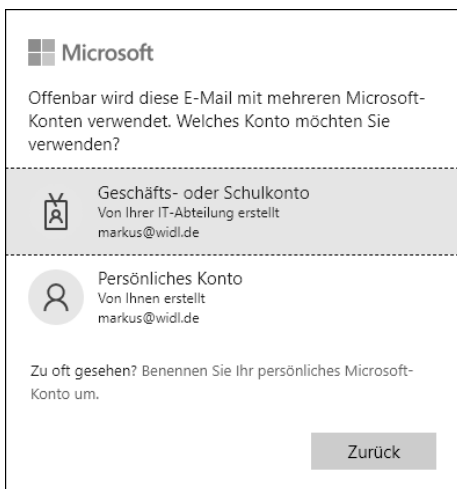 Microsoft
Offenbar wird diese E-Mail mit mehreren Microsoft-
Konten verwendet. Welches Konto möchten Sie
verwenden?
Geschäfts- oder Schulkonto
Von Ihrer IT-Abteilung erstellt
markus@widl.de
Persönliches Konto
Von Ihnen erstellt
markus@widl.de
Zu oft gesehen? Benennen Sie Ihr persönliches Microsoft-
Konto um.
Zurück